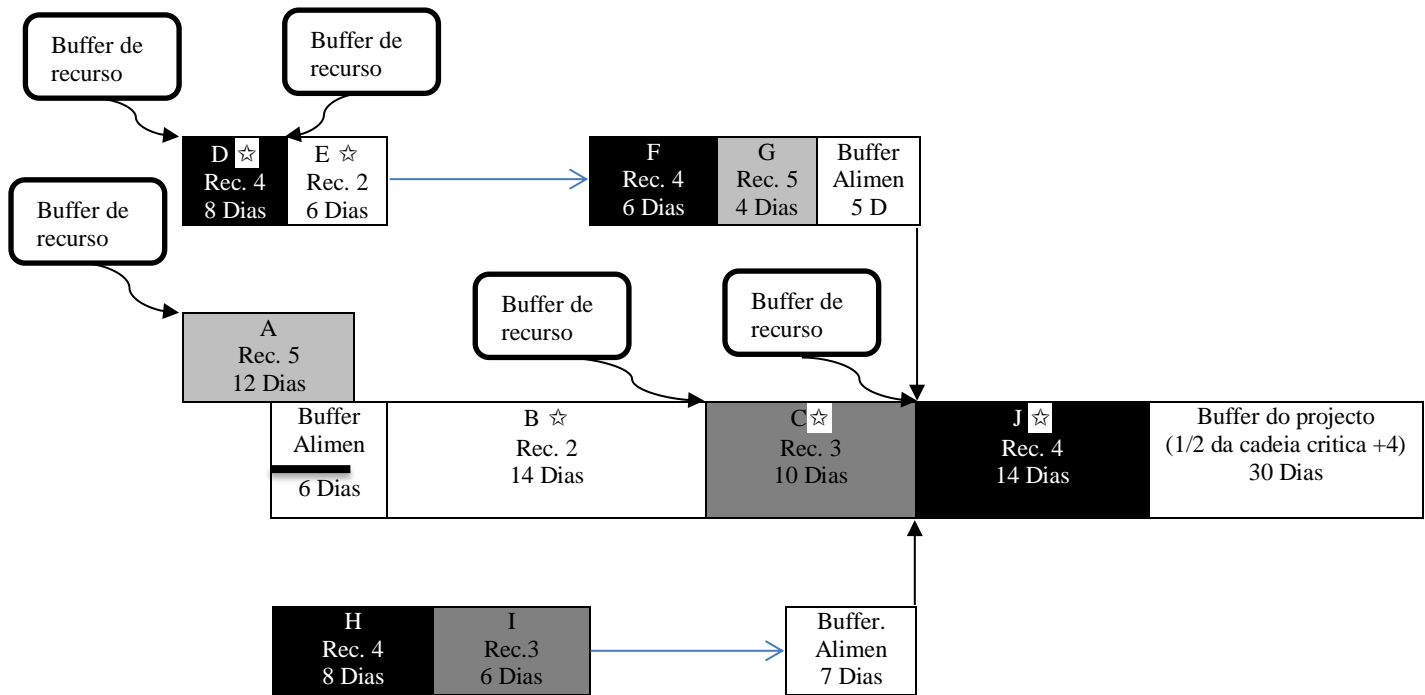 Buffer de
recurso
Buffer de
recurso
D ☆
Rec. 4
8 Dias
E ☆
Rec. 2
6 Dias
F
Rec. 4
6 Dias
G
Rec. 5
4 Dias
Buffer
Alimen
5 D
Buffer de
recurso
A
Rec. 5
12 Dias
Buffer de
recurso
Buffer de
recurso
Buffer
Alimen
6 Dias
B ☆
Rec. 2
14 Dias
C☆
Rec. 3
10 Dias
J ☆
Rec. 4
14 Dias
Buffer do projecto
(1/2 da cadeia critica +4)
30 Dias
H
Rec. 4
8 Dias
I
Rec.3
6 Dias
Buffer.
Alimen
7 Dias